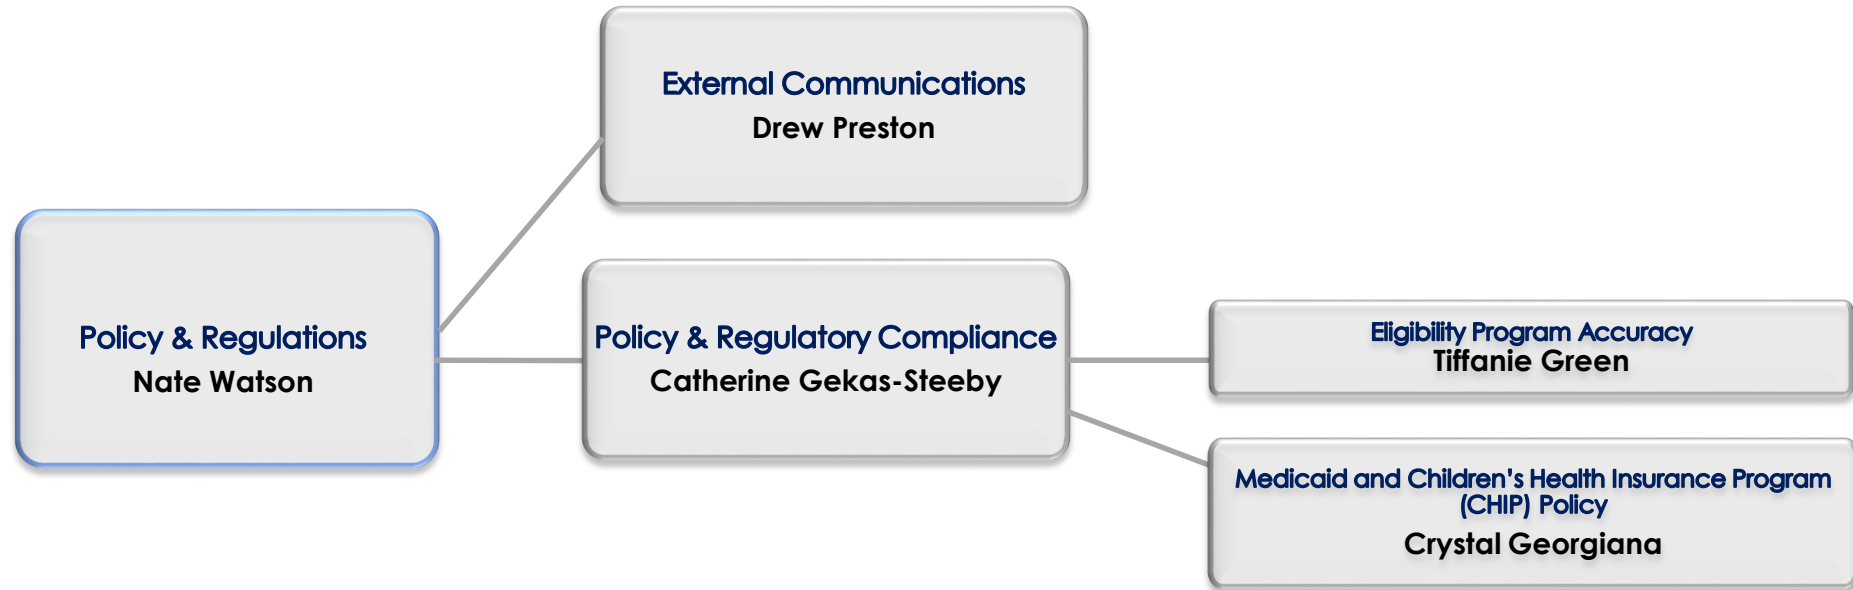 External Communications
Drew Preston
Policy & Regulations
Nate Watson
Policy & Regulatory Compliance
Catherine Gekas-Steeby
Eligibility Program Accuracy
Tiffanie Green
Medicaid and Children’s Health Insurance Program
(CHIP) Policy
Crystal Georgiana